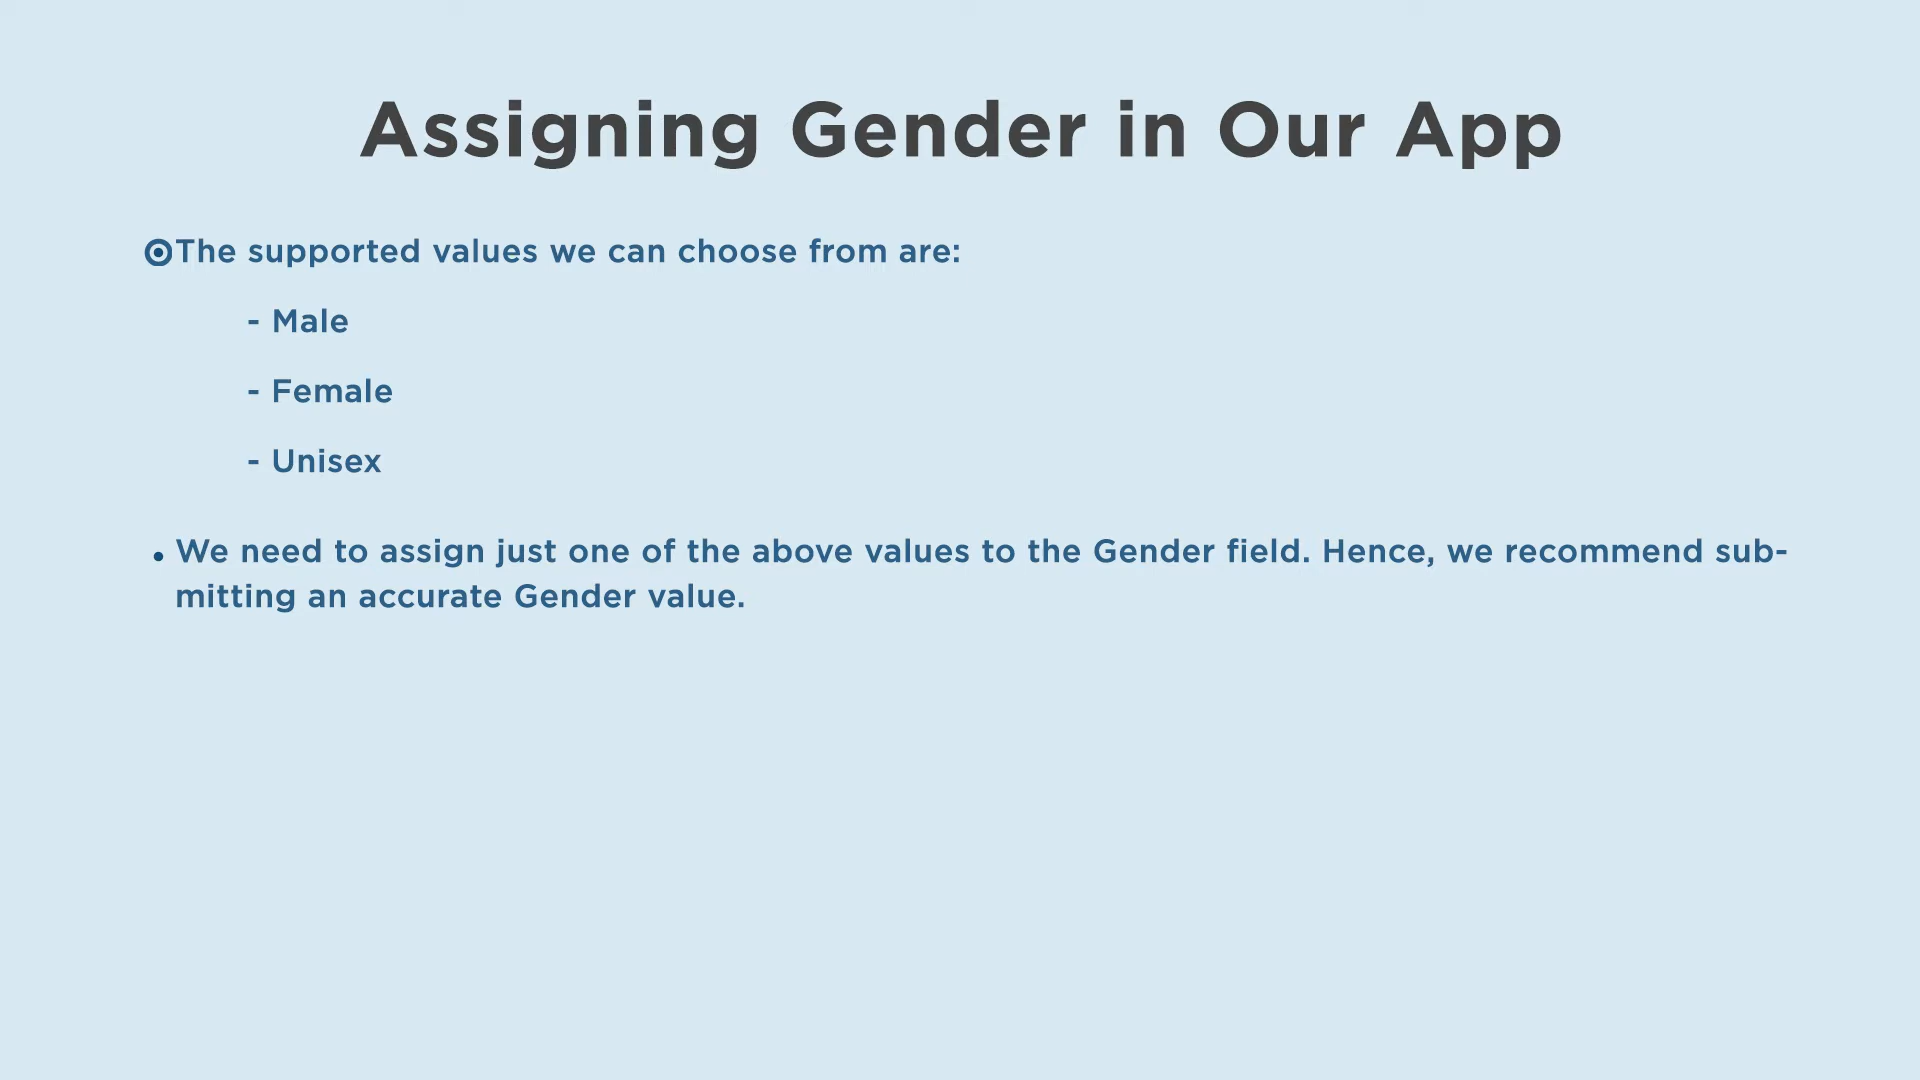 Assigning Gender in Our App
The supported values we can choose from are:
- Male
- Female
- Unisex
• We need to assign just one of the above values to the Gender field. Hence, we recommend sub-
mitting an accurate Gender value.